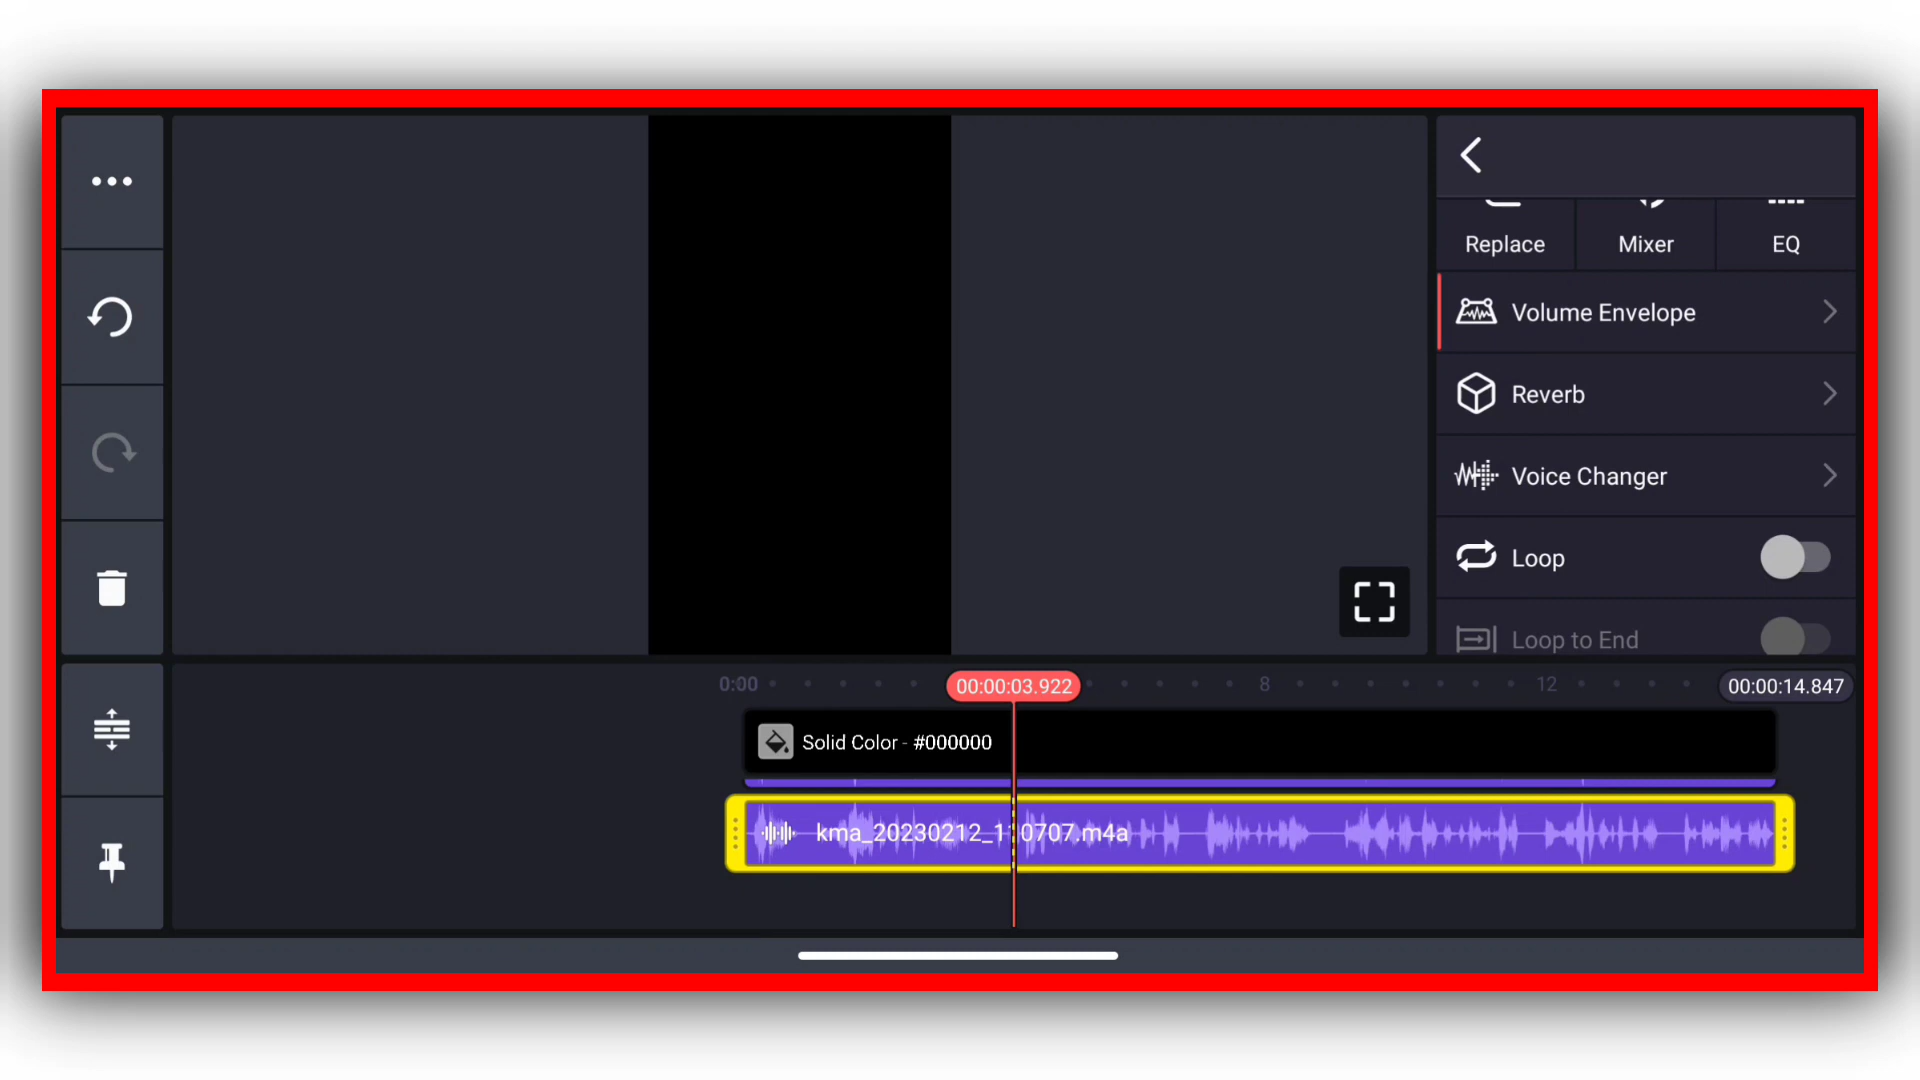 Replace Mixer EQ
Volume Envelope
Reverb
Voice Changer
Loop
Loop to End
0:00 00:00:03.922 8 12 00:00:14.847
Solid Color - #000000
kma_20230212_110707.m4a